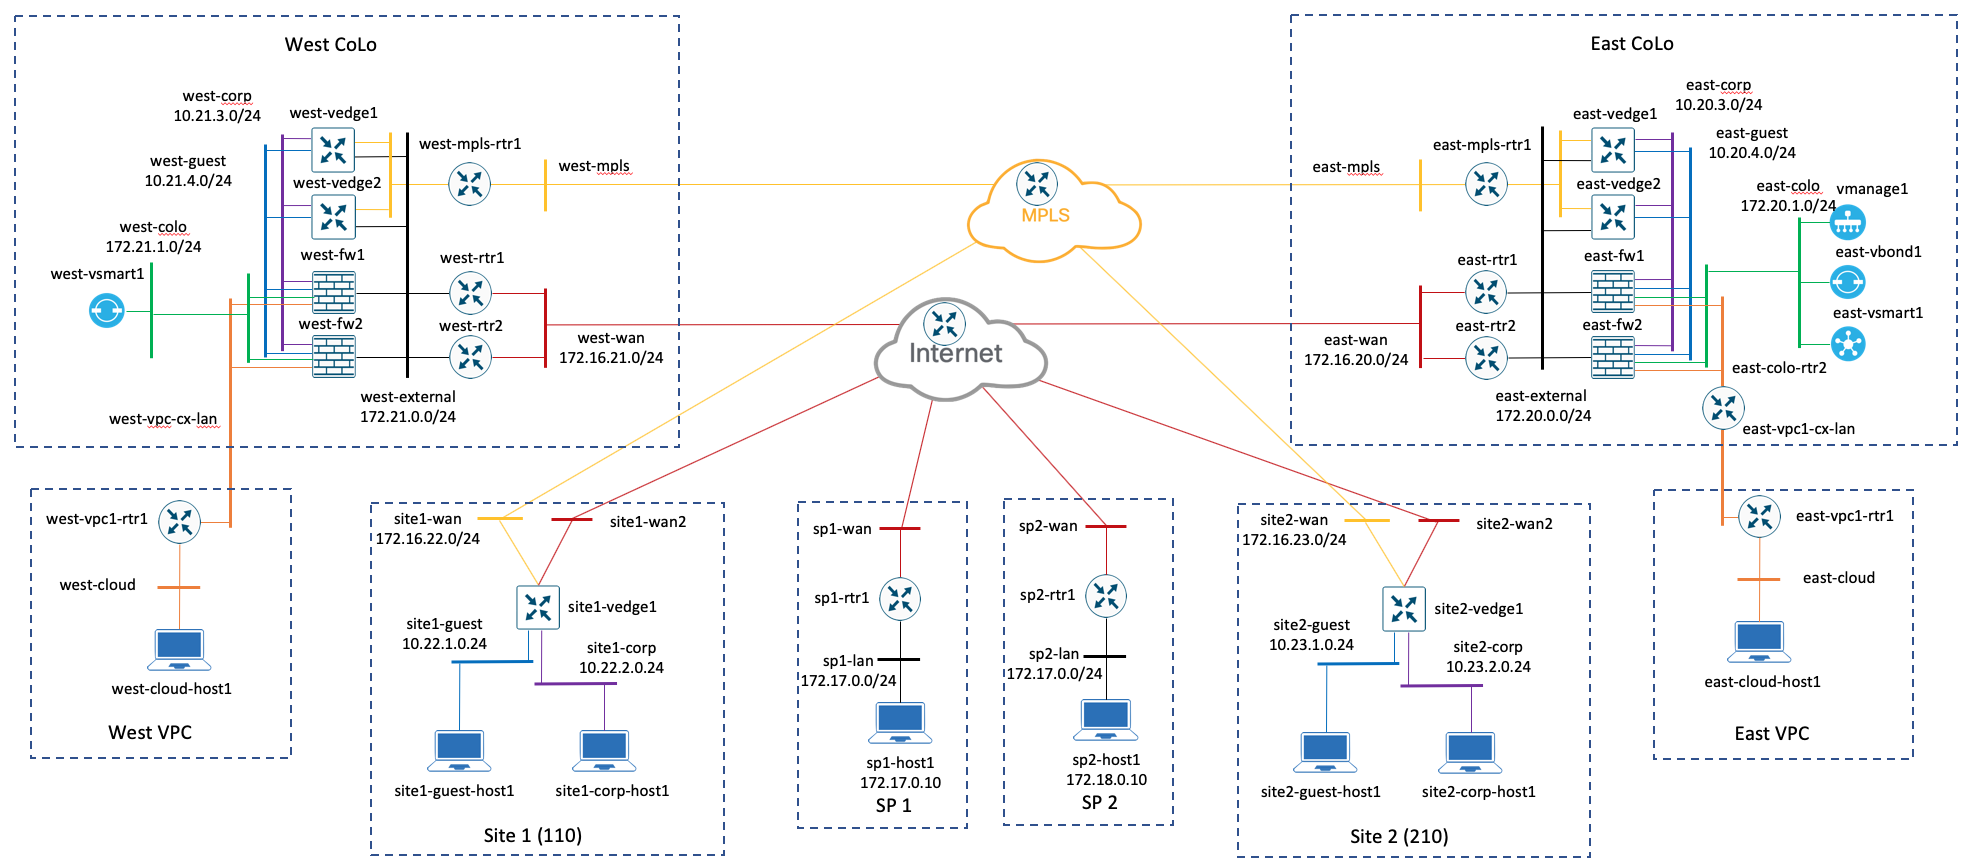 West CoLo
west-corp
10.21.3.0/24
west-vedge1
west-guest
10.21.4.0/24
west-vedge2
west-mpls-rtr1
west-mpls
west-colo
172.21.1.0/24
west-vsmart1
west-fw1
west-rtr1
west-fw2
west-rtr2
west-wan
172.16.21.0/24
west-external
172.21.0.0/24
west-vpc-cx-lan
MPLS
Internet
East CoLo
east-corp
10.20.3.0/24
east-vedge1
east-guest
10.20.4.0/24
east-mpls
east-mpls-rtr1
east-vedge2
east-colo
172.20.1.0/24
vmanage1
east-fw1
east-vbond1
east-rtr1
east-rtr2
east-fw2
east-vsmart1
east-wan
172.16.20.0/24
east-colo-rtr2
east-external
172.20.0.0/24
east-vpc1-cx-lan
west-vpc1-rtr1
west-cloud
west-cloud-host1
West VPC
site1-wan
172.16.22.0/24
site1-wan2
site1-vedge1
site1-guest
10.22.1.0.24
site1-corp
10.22.2.0.24
site1-guest-host1
site1-corp-host1
Site 1 (110)
sp1-wan
sp1-rtr1
sp1-lan
172.17.0.0/24
sp1-host1
172.17.0.10
SP 1
sp2-wan
sp2-rtr1
sp2-lan
172.17.0.0/24
sp2-host1
172.18.0.10
SP 2
site2-wan
172.16.23.0/24
site2-wan2
site2-vedge1
site2-guest
10.23.1.0.24
site2-corp
10.23.2.0.24
site2-guest-host1
site2-corp-host1
Site 2 (210)
east-vpc1-rtr1
east-cloud
east-cloud-host1
East VPC